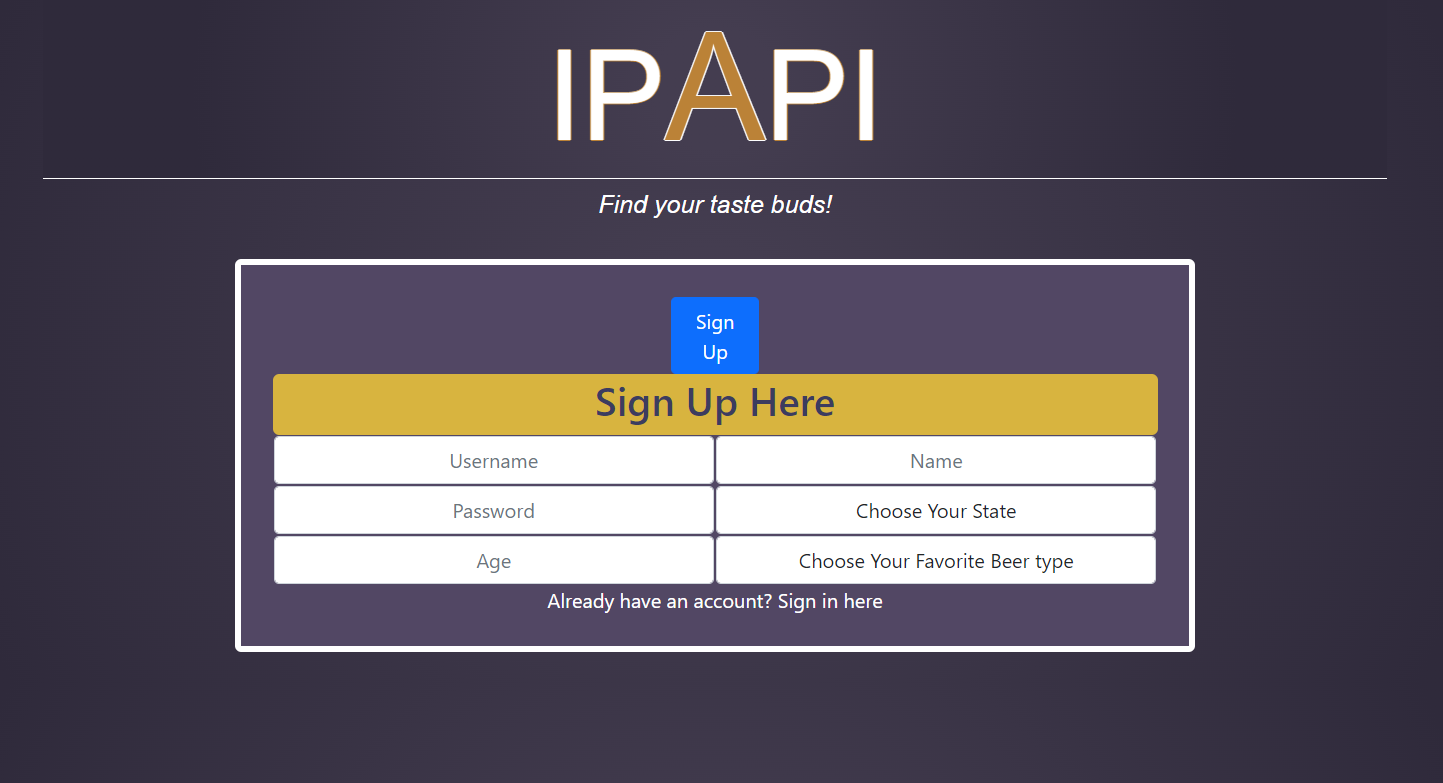 IPAPI
Find your taste buds!
Sign
Up
Sign Up Here
Username
Name
Password
Choose Your State
Age
Choose Your Favorite Beer type
Already have an account? Sign in here